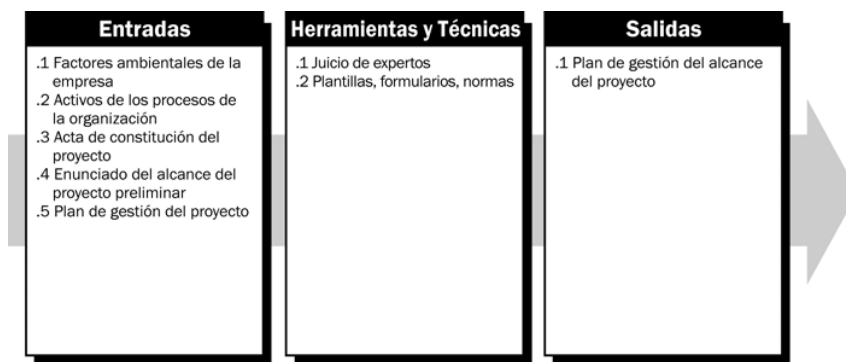 Entradas
.1 Factores ambientales de la
empresa
.2 Activos de los procesos de
la organización
.3 Acta de constitución del
proyecto
.4 Enunciado del alcance del
proyecto preliminar
.5 Plan de gestión del proyecto
Herramientas y Técnicas
.1 Juicio de expertos
.2 Plantillas, formularios, normas
Salidas
.1 Plan de gestión del alcance
del proyecto